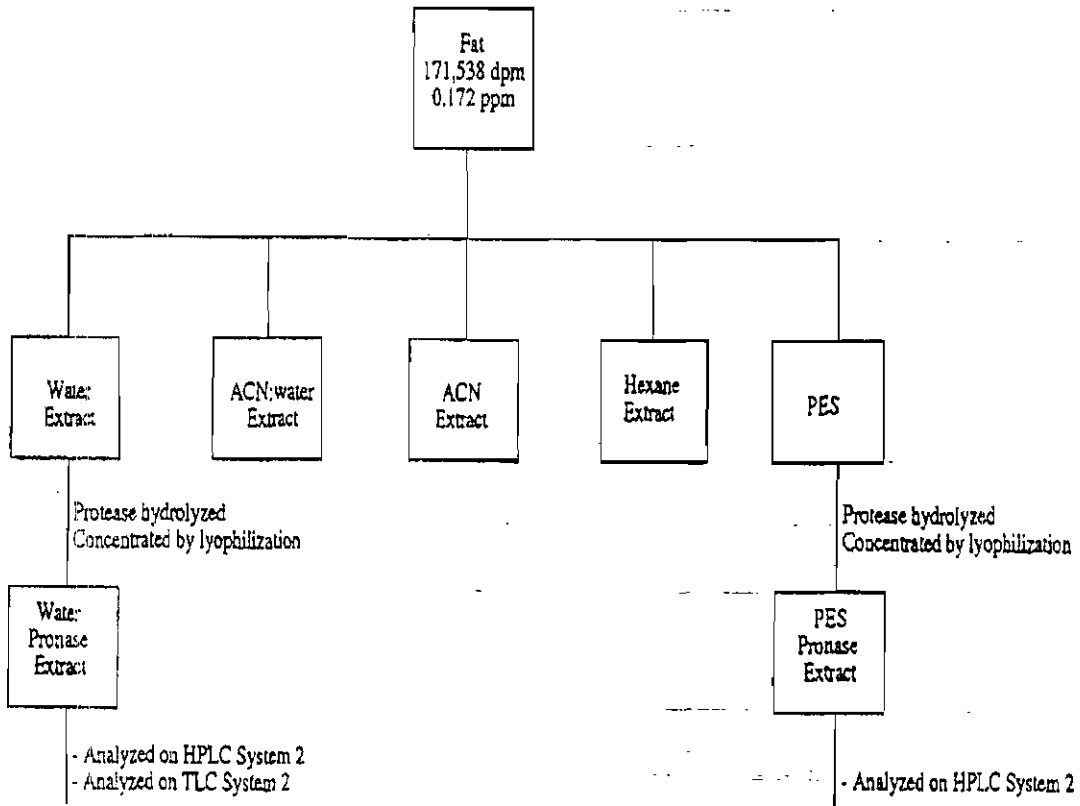 Fat
171,538 dpm
0.172 ppm
Water
Extract
ACN:water
Extract
ACN
Extract
Hexane
Extract
PES
Protease hydrolyzed
Concentrated by lyophilization
Protease hydrolyzed
Concentrated by lyophilization
Water
Pronase
Extract
PES
Pronase
Extract
- Analyzed on HPLC System 2
- Analyzed on TLC System 2
- Analyzed on HPLC System 2